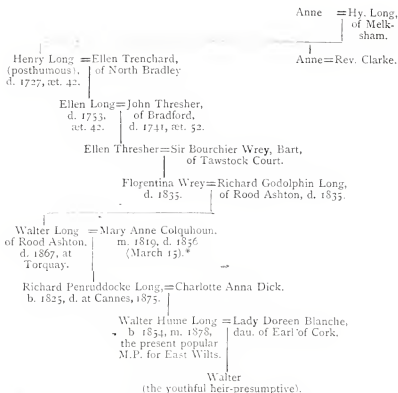 Anne = Hy. Long,
of Melk-
sham.
Henry Long = Ellen Trenchard,
(posthumous), of North Bradley
d. 1727, æt. 42.
Anne = Rev. Clarke.
Ellen Long = John Thresher,
d. 1753, of Bradford,
æt. 42. d. 1741, æt. 52.
Ellen Thresher = Sir Bourchier Wrey, Bart,
of Tawstock Court.
Florentina Wrey = Richard Godolphin Long,
d. 1835. of Rood Ashton, d. 1835.
Walter Long = Mary Anne Colquhoun.
of Rood Ashton, m. 1819, d. 1856
d. 1867, at (March 15).*
Torquay.
Richard Penruddocke Long, = Charlotte Anna Dick.
b. 1825, d. at Cannes, 1875.
Walter Hume Long = Lady Doreen Blanche,
b 1854, m. 1878, dau. of Earl of Cork.
the present popular
M.P. for East Wilts.
Walter
(the youthful heir-presumptive).